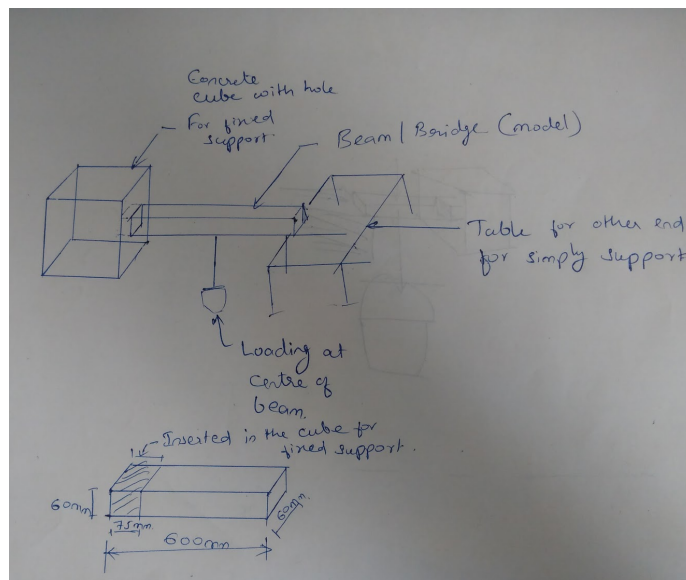 Concrete
cube with hole
For fixed
support
Beam / Bridge (model)
Table for other end
for simply support
Loading at
centre of
beam.
Inserted in the cube for
fixed support.
60mm
75mm
600mm
60mm